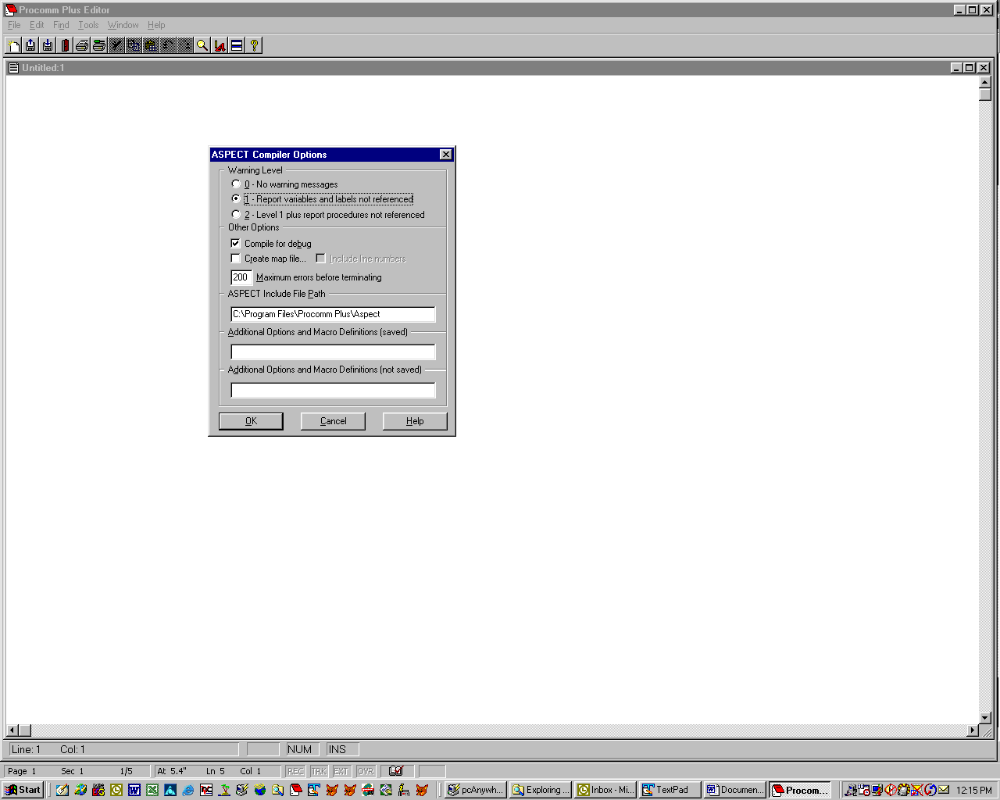 Procomm Plus Editor
File Edit Find Tools Window Help
Untitled:1
ASPECT Compiler Options
Warning Level
0 - No warning messages
1 - Report variables and labels not referenced
2 - Level 1 plus report procedures not referenced
Other Options
Compile for debug
Create map file... Include line numbers
200 Maximum errors before terminating
ASPECT Include File Path
C:\Program Files\Procomm Plus\Aspect
Additional Options and Macro Definitions (saved)
Additional Options and Macro Definitions (not saved)
OK Cancel Help
Line: 1 Col: 1 NUM INS
Page 1 Sec 1 1/5 At 5.4" Ln 5 Col 1 REC TRK EXT OVR
Start pcAnywh... Exploring ... Inbox - Mi... TextPad Documen... Procom... 12:15 PM